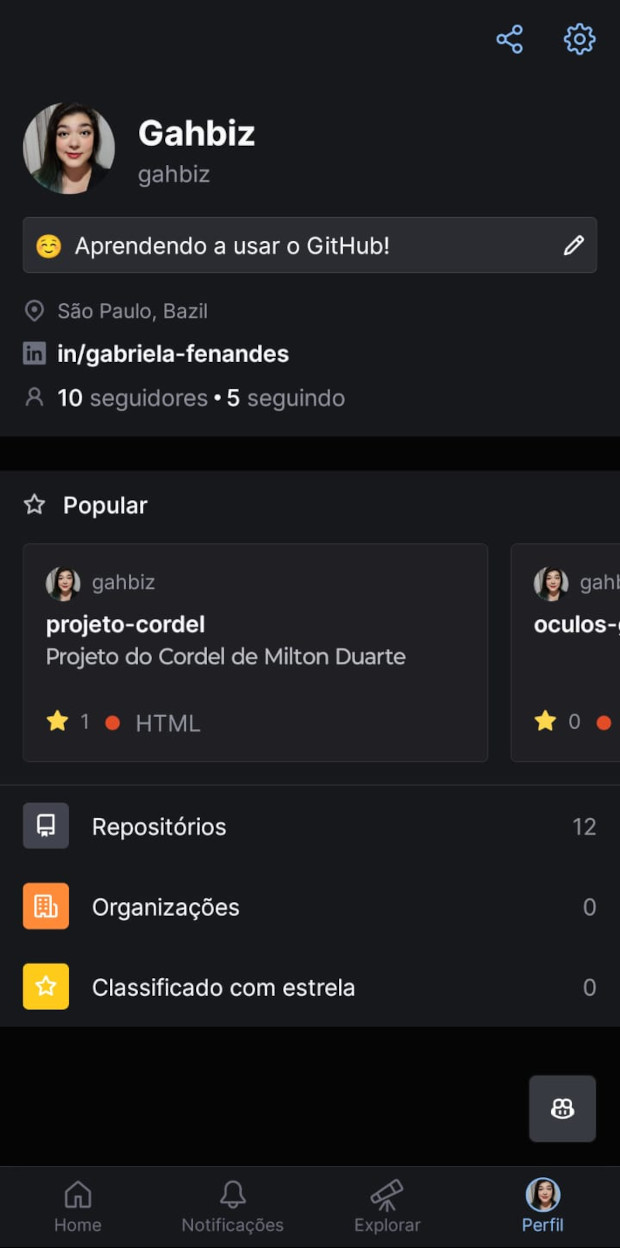 Gahbiz
gahbiz
Aprendendo a usar o GitHub!
São Paulo, Bazil
in/gabriela-fenandes
10 seguidores • 5 seguindo
Popular
gahbiz
projeto-cordel
Projeto do Cordel de Milton Duarte
1 HTML
gahb
oculos-
0
Repositórios 12
Organizações 0
Classificado com estrela 0
Home Notificações Explorar Perfil